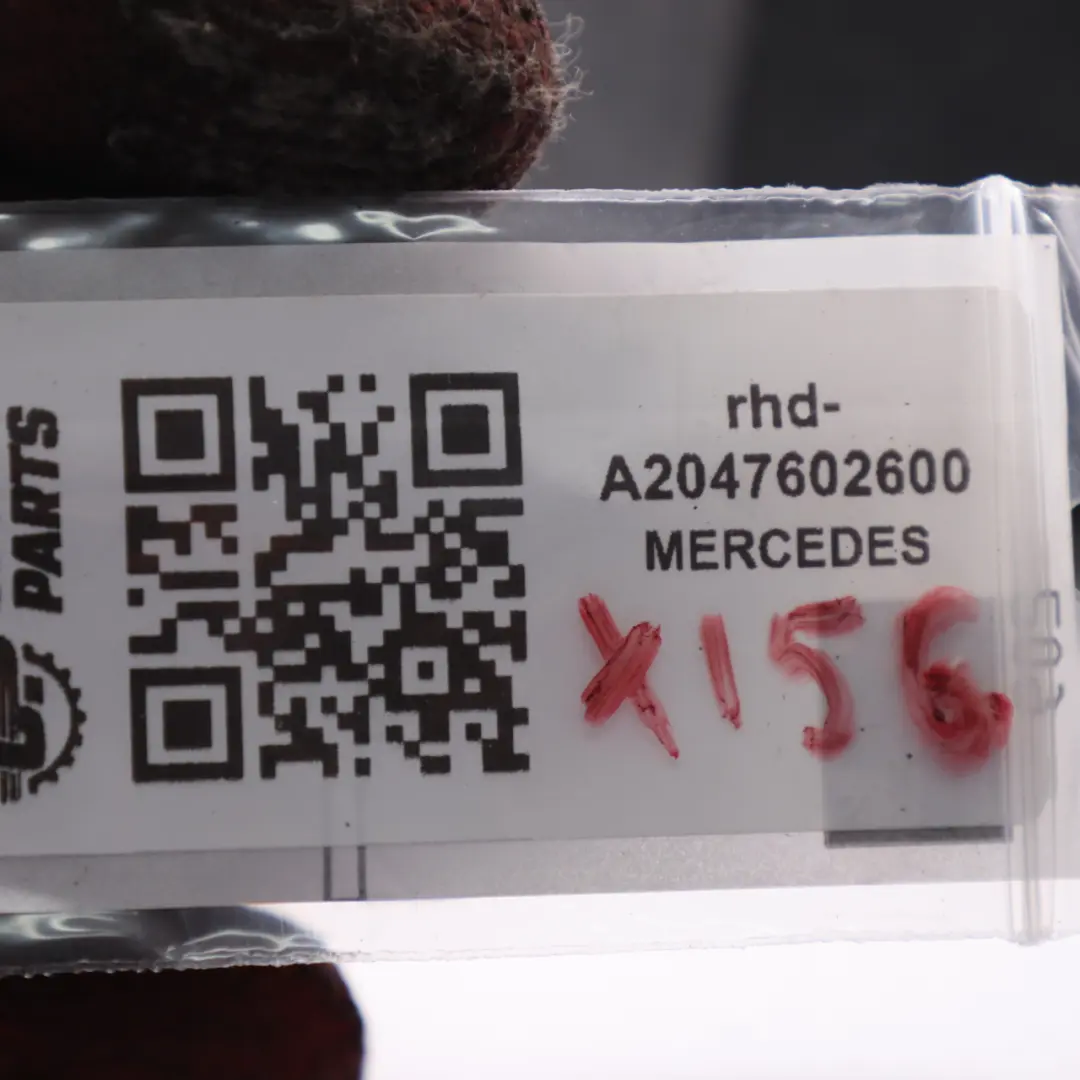 rhd-
A2047602600
MERCEDES
X156
PARTS